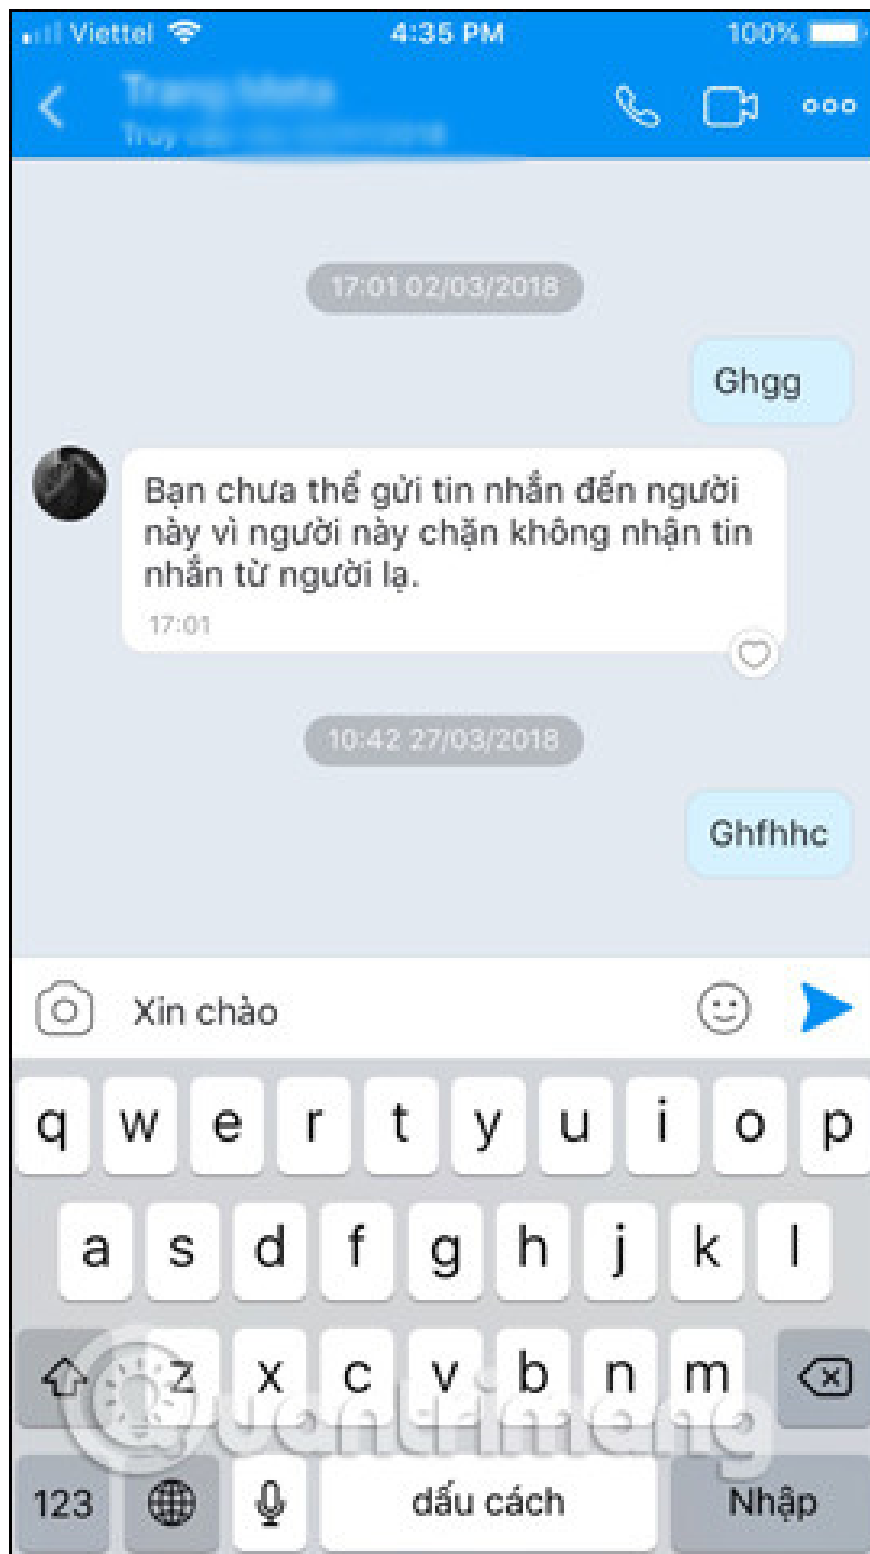 Viettel 4:35 PM 100%
Truy
17:01 02/03/2018
Ghgg
Bạn chưa thể gửi tin nhắn đến người
này vì người này chặn không nhận tin
nhắn từ người lạ.
17:01
10:42 27/03/2018
Ghfhhc
Xin chào
q w e r t y u i o p
a s d f g h j k l
z x c v b n m
Quantrimang
123 dấu cách Nhập